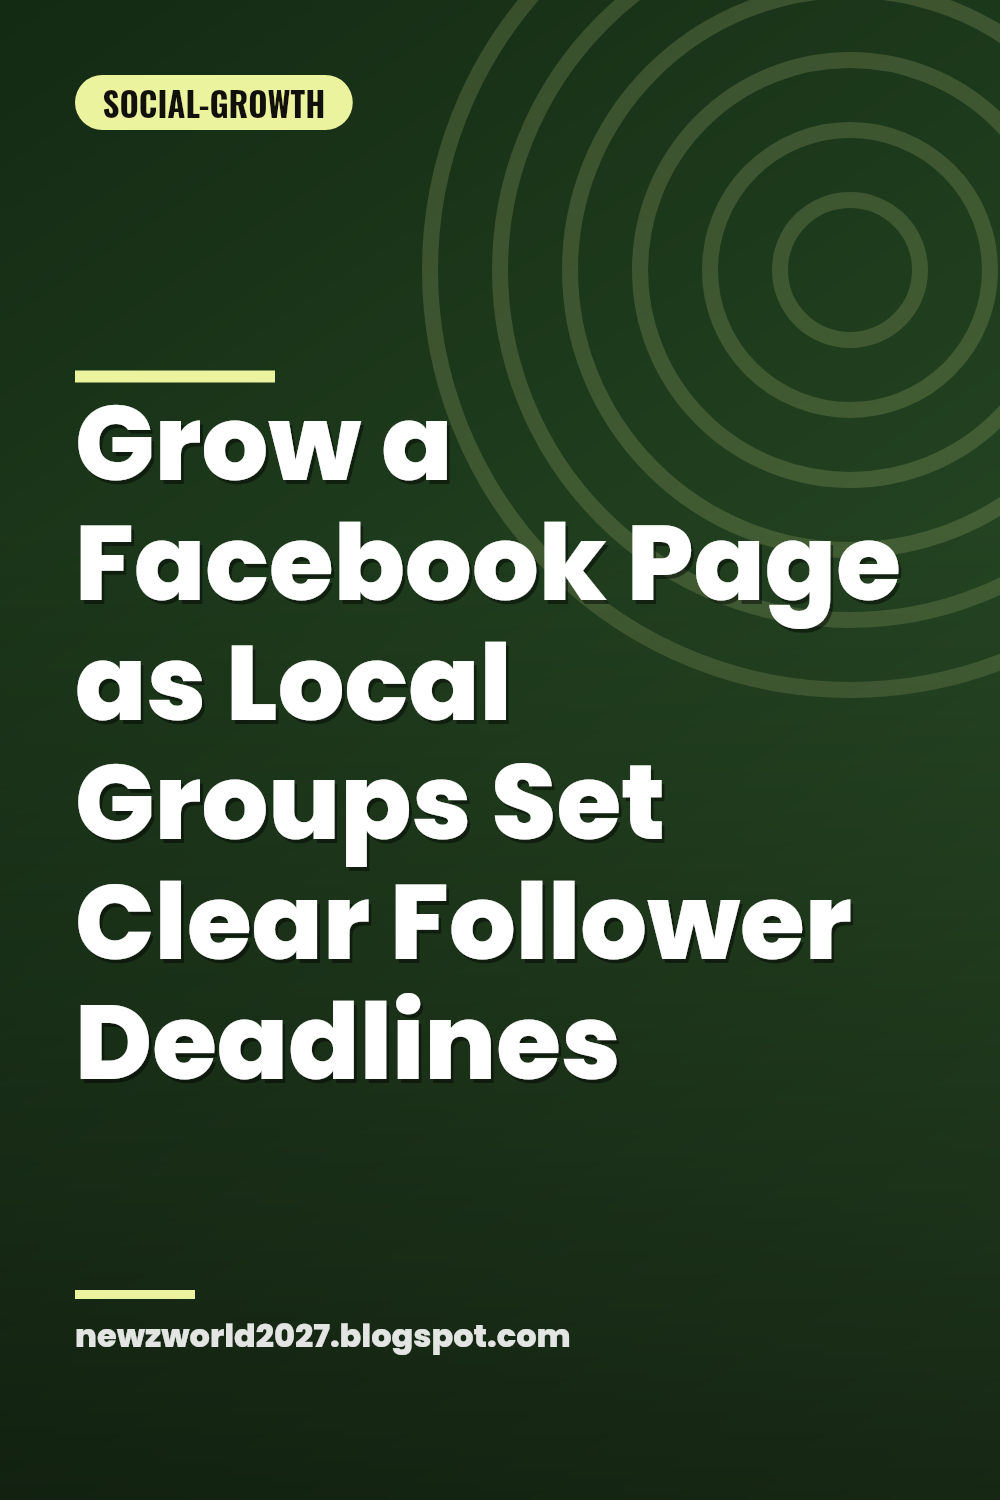 SOCIAL-GROWTH
Grow a
Facebook Page
as Local
Groups Set
Clear Follower
Deadlines
newzworld2027.blogspot.com